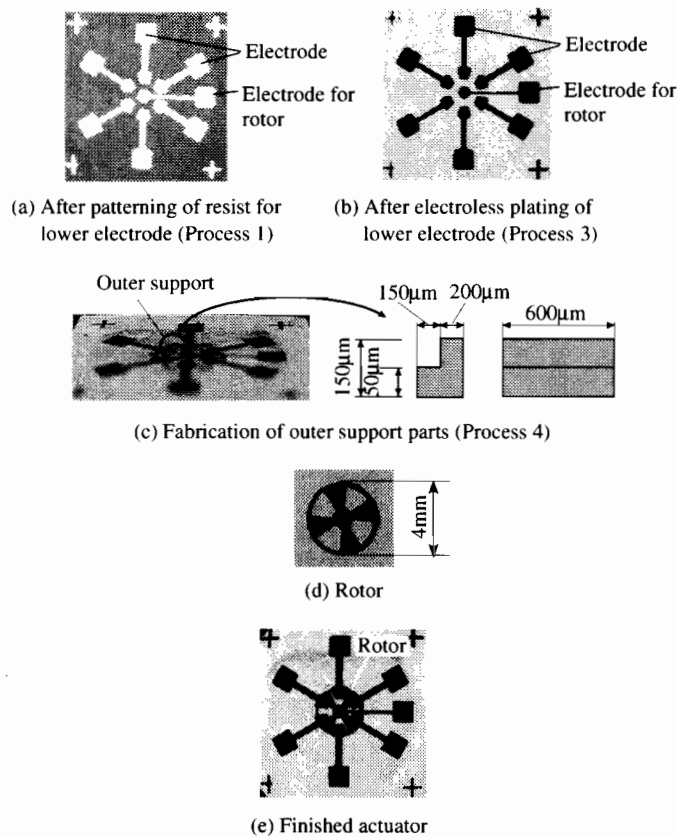 Electrode
Electrode for
rotor
(a) After patterning of resist for
lower electrode (Process 1)
Electrode
Electrode for
rotor
(b) After electroless plating of
lower electrode (Process 3)
Outer support
150μm 200μm
600μm
150μm
50μm
(c) Fabrication of outer support parts (Process 4)
4mm
(d) Rotor
Rotor
(e) Finished actuator